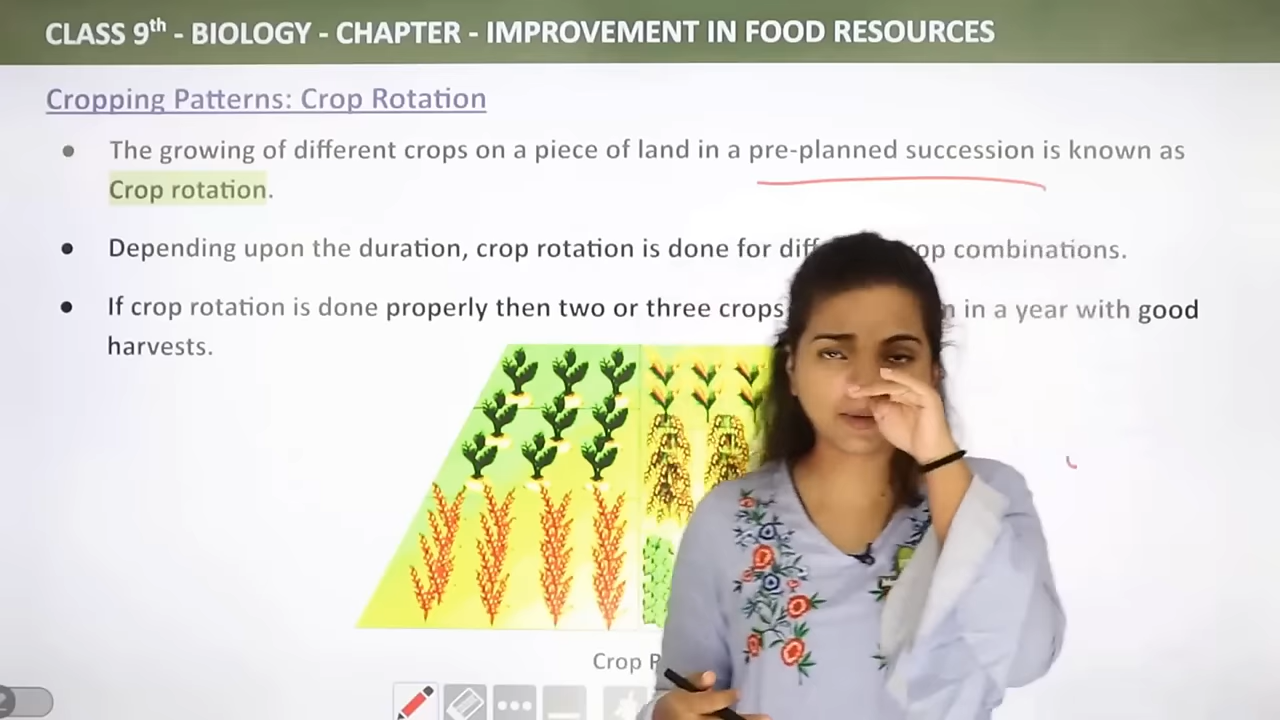 CLASS 9th - BIOLOGY - CHAPTER - IMPROVEMENT IN FOOD RESOURCES
Cropping Patterns: Crop Rotation
• The growing of different crops on a piece of land in a pre-planned succession is known as
Crop rotation.
• Depending upon the duration, crop rotation is done for combinations.
• If crop rotation is done properly then two or three crops in a year with good
harvests.
Crop